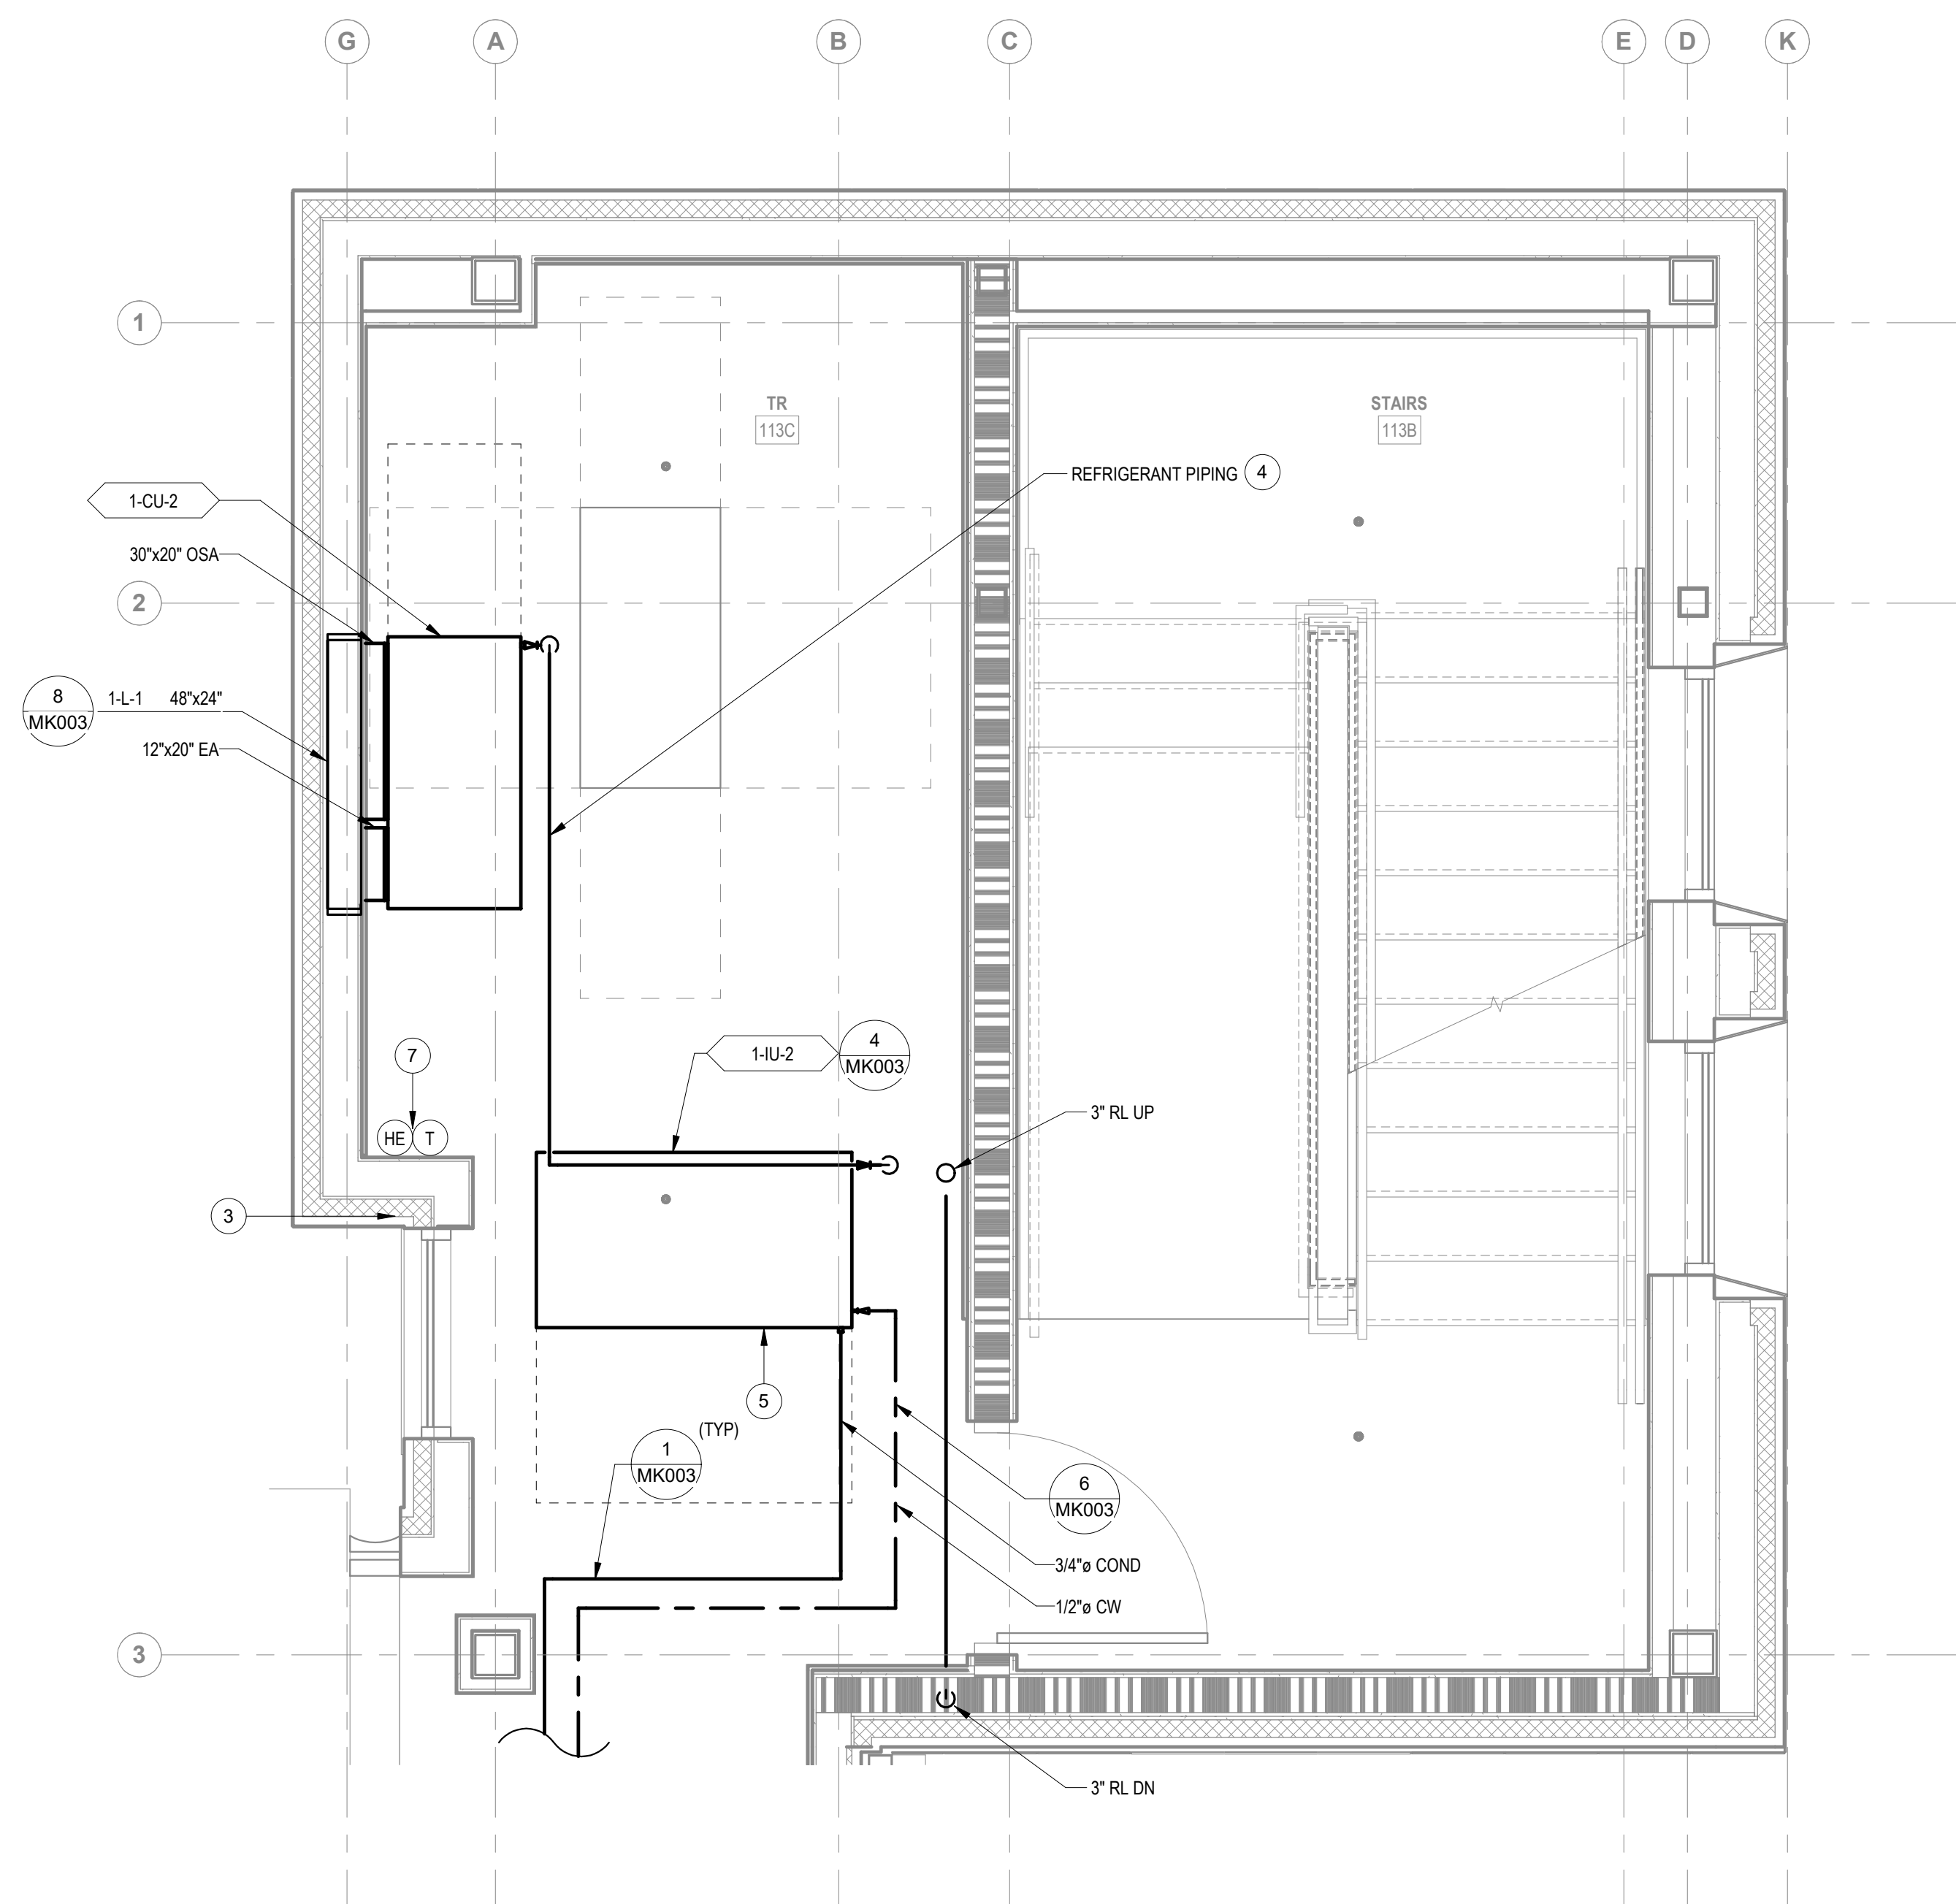 G A B C E D K
1
TR
113C
STAIRS
113B
REFRIGERANT PIPING 4
1-CU-2
30"x20" OSA
2
8
MK003
1-L-1 48"x24"
12"x20" EA
7
HE T
1-IU-2
4
MK003
3" RL UP
3
5
(TYP)
1
MK003
6
MK003
3/4"ø COND
1/2"ø CW
3
3" RL DN